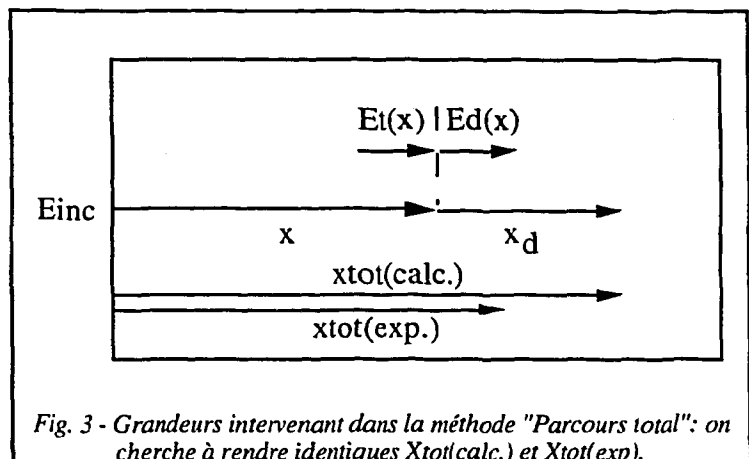 Et(x) | Ed(x)
Einc
x
xd
xtot(calc.)
xtot(exp.)
Fig. 3 - Grandeurs intervenant dans la méthode "Parcours total": on
cherche à rendre identiques Xtot(calc.) et Xtot(exp).